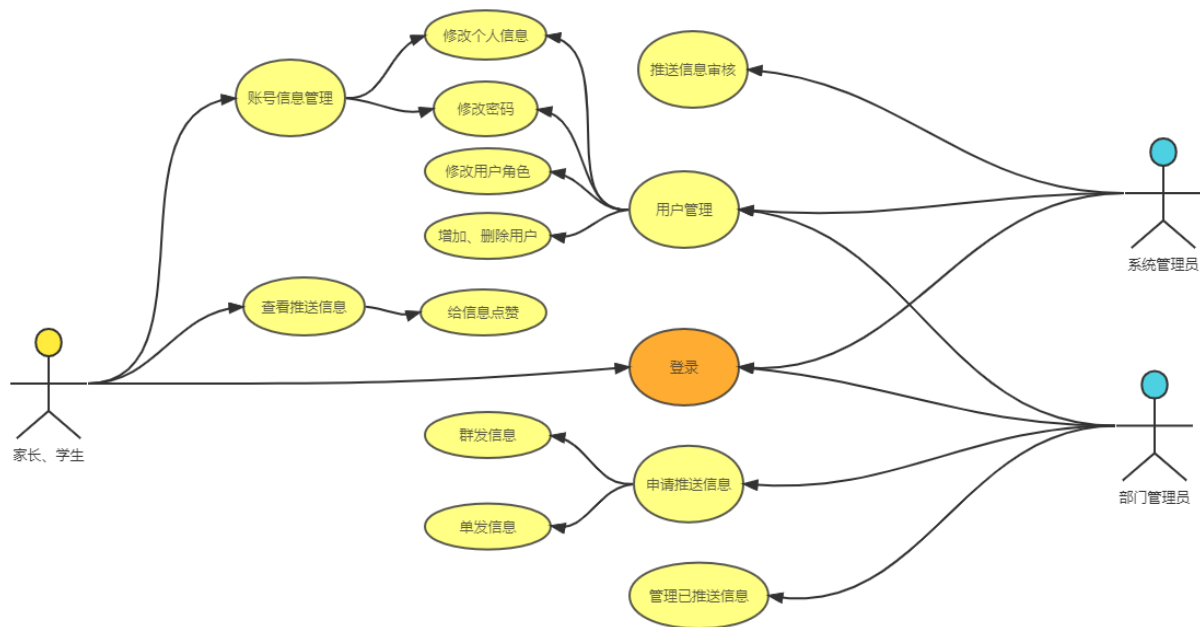 修改个人信息
推送信息审核
账号信息管理
修改密码
修改用户角色
用户管理
增加、删除用户
系统管理员
查看推送信息
给信息点赞
登录
家长、学生
群发信息
申请推送信息
部门管理员
单发信息
管理已推送信息